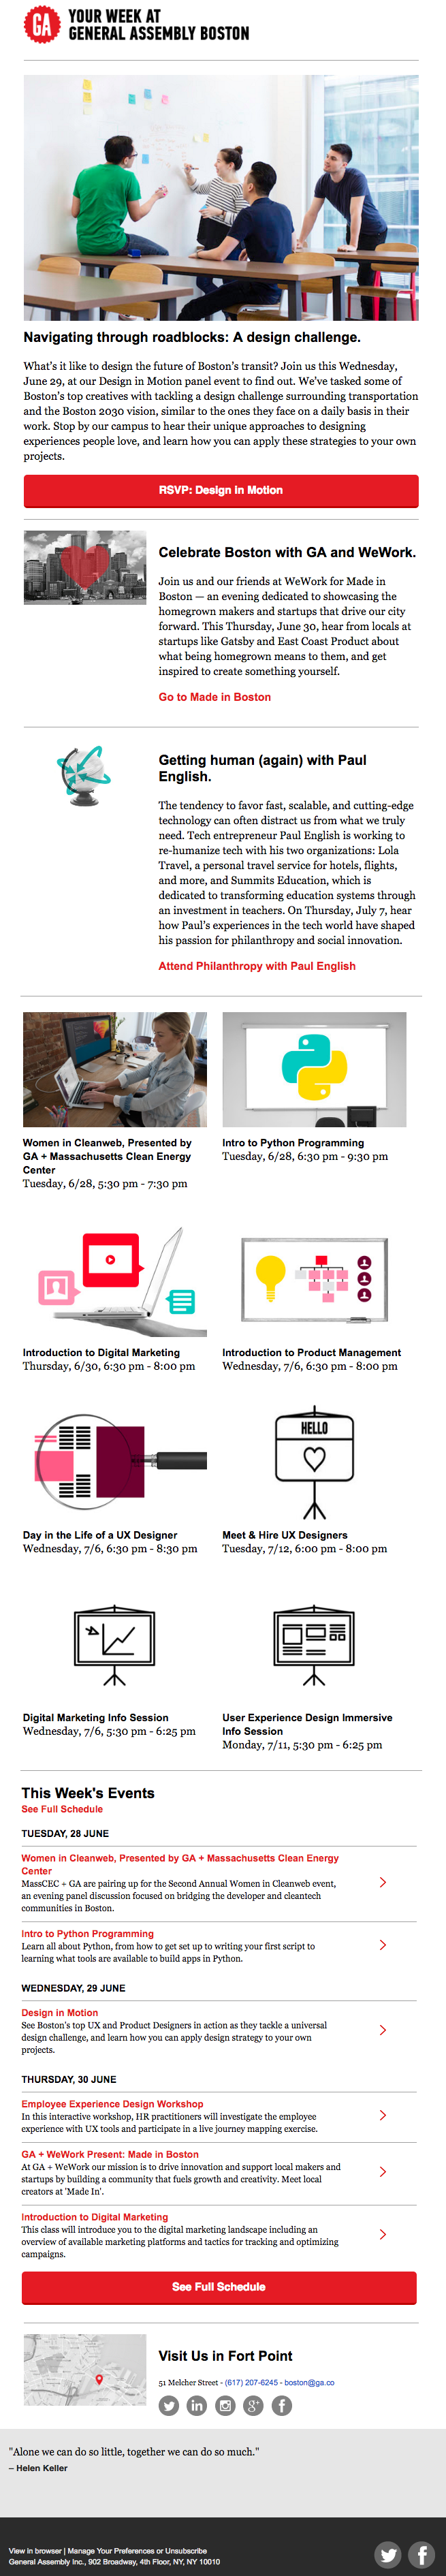 GA
YOUR WEEK AT
GENERAL ASSEMBLY BOSTON
Navigating through roadblocks: A design challenge.
What's it like to design the future of Boston's transit? Join us this Wednesday,
June 29, at our Design in Motion panel event to find out. We've tasked some of
Boston's top creatives with tackling a design challenge surrounding transportation
and the Boston 2030 vision, similar to the ones they face on a daily basis in their
work. Stop by our campus to hear their unique approaches to designing
experiences people love, and learn how you can apply these strategies to your own
projects.
RSVP: Design in Motion
Celebrate Boston with GA and WeWork.
Join us and our friends at WeWork for Made in
Boston — an evening dedicated to showcasing the
homegrown makers and startups that drive our city
forward. This Thursday, June 30, hear from locals at
startups like Gatsby and East Coast Product about
what being homegrown means to them, and get
inspired to create something yourself.
Go to Made in Boston
Getting human (again) with Paul
English.
The tendency to favor fast, scalable, and cutting-edge
technology can often distract us from what we truly
need. Tech entrepreneur Paul English is working to
re-humanize tech with his two organizations: Lola
Travel, a personal travel service for hotels, flights,
and more, and Summits Education, which is
dedicated to transforming education systems through
an investment in teachers. On Thursday, July 7, hear
how Paul's experiences in the tech world have shaped
his passion for philanthropy and social innovation.
Attend Philanthropy with Paul English
Women in Cleanweb, Presented by
GA + Massachusetts Clean Energy
Center
Tuesday, 6/28, 5:30 pm - 7:30 pm
Intro to Python Programming
Tuesday, 6/28, 6:30 pm - 9:30 pm
Introduction to Digital Marketing
Thursday, 6/30, 6:30 pm - 8:00 pm
Introduction to Product Management
Wednesday, 7/6, 6:30 pm - 8:00 pm
HELLO
Day in the Life of a UX Designer
Wednesday, 7/6, 6:30 pm - 8:30 pm
Meet & Hire UX Designers
Tuesday, 7/12, 6:00 pm - 8:00 pm
Digital Marketing Info Session
Wednesday, 7/6, 5:30 pm - 6:25 pm
User Experience Design Immersive
Info Session
Monday, 7/11, 5:30 pm - 6:25 pm
This Week's Events
See Full Schedule
TUESDAY, 28 JUNE
Women in Cleanweb, Presented by GA + Massachusetts Clean Energy
Center
MassCEC + GA are pairing up for the Second Annual Women in Cleanweb event,
an evening panel discussion focused on bridging the developer and cleantech
communities in Boston.
Intro to Python Programming
Learn all about Python, from how to get set up to writing your first script to
learning what tools are available to build apps in Python.
WEDNESDAY, 29 JUNE
Design in Motion
See Boston's top UX and Product Designers in action as they tackle a universal
design challenge, and learn how you can apply design strategy to your own
projects.
THURSDAY, 30 JUNE
Employee Experience Design Workshop
In this interactive workshop, HR practitioners will investigate the employee
experience with UX tools and participate in a live journey mapping exercise.
GA + WeWork Present: Made in Boston
At GA + WeWork our mission is to drive innovation and support local makers and
startups by building a community that fuels growth and creativity. Meet local
creators at 'Made In'.
Introduction to Digital Marketing
This class will introduce you to the digital marketing landscape including an
overview of available marketing platforms and tactics for tracking and optimizing
campaigns.
See Full Schedule
Visit Us in Fort Point
51 Melcher Street - (617) 207-6245 - boston@ga.co
"Alone we can do so little, together we can do so much."
– Helen Keller
View in browser | Manage Your Preferences or Unsubscribe
General Assembly Inc., 902 Broadway, 4th Floor, NY, NY 10010